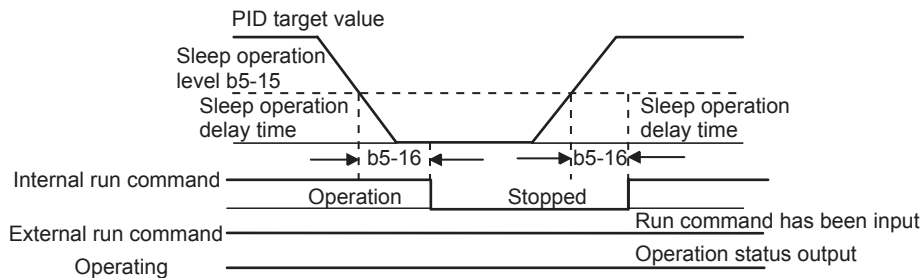 PID target value
Sleep operation
level b5-15
Sleep operation
delay time
Sleep operation
delay time
b5-16
b5-16
Internal run command
Operation
Stopped
Run command has been input
External run command
Operation status output
Operating